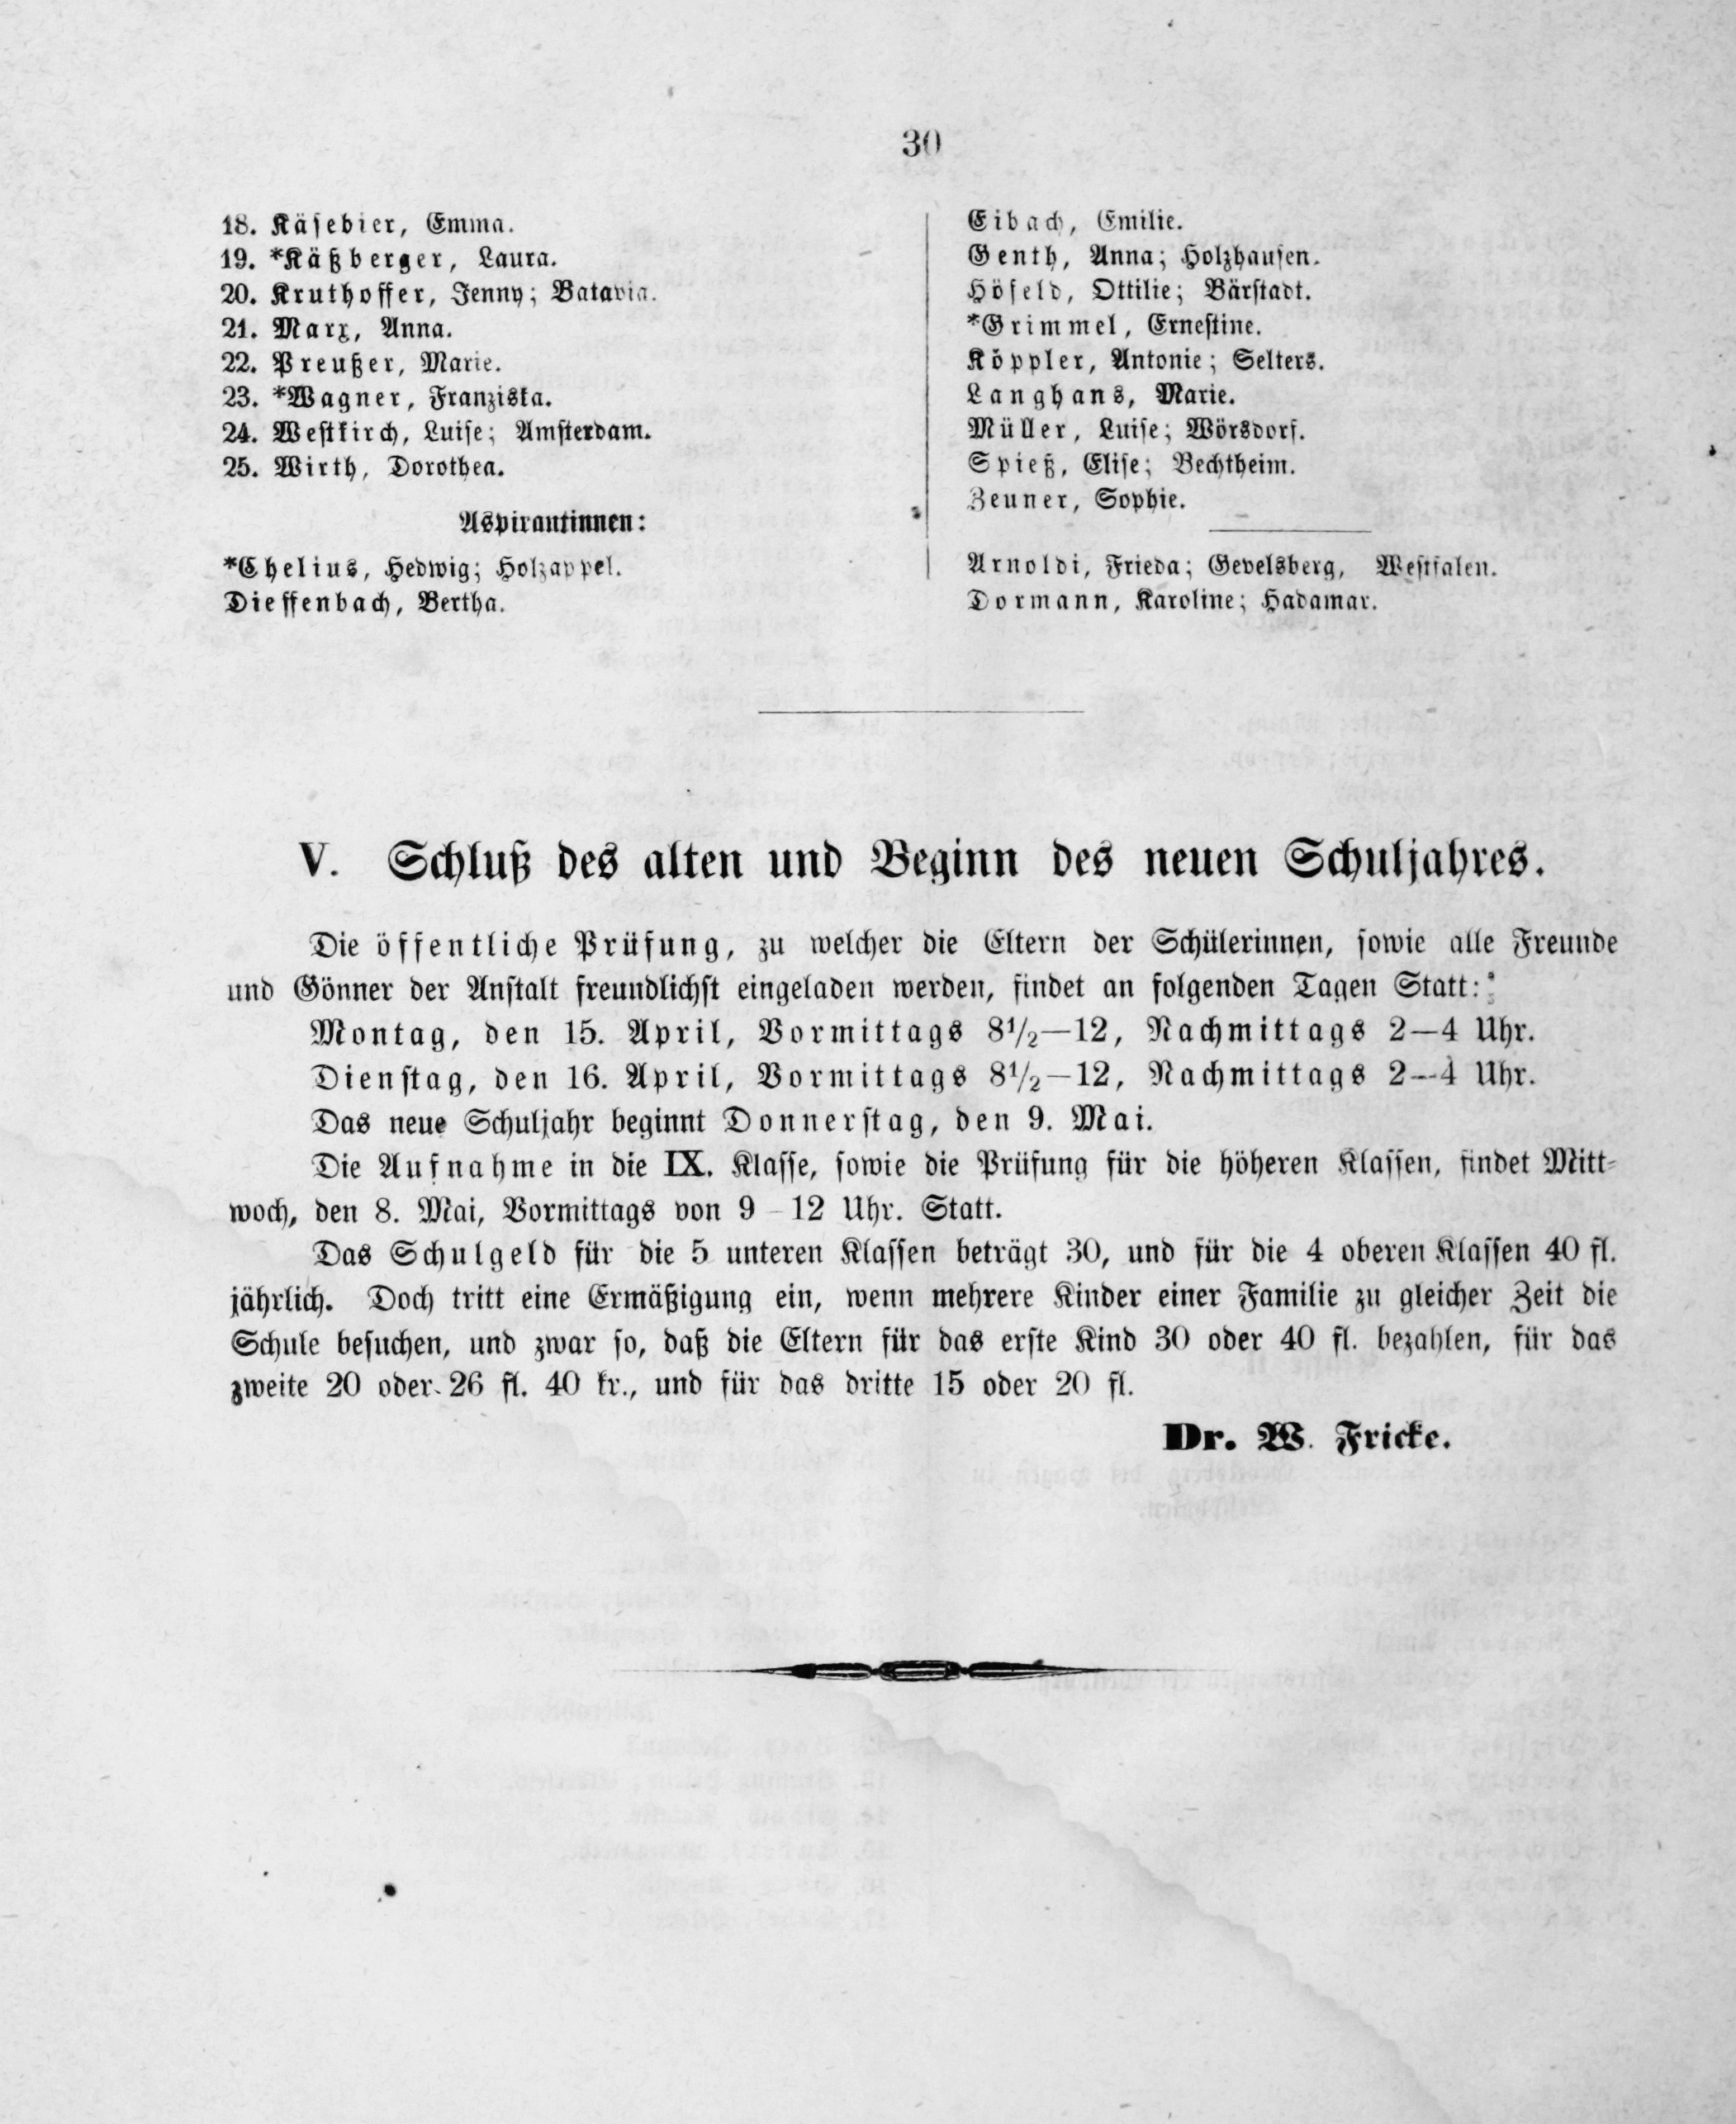 30
18. Käsebier, Emma.
19. *Käßberger, Laura.
20. Kruthoffer, Jenny; Batavia.
21. Marx, Anna.
22. Preußer, Marie.
23. *Wagner, Franziska.
24. Westkirch, Luise; Amsterdam.
25. Wirth, Dorothea.
Aspirantinnen:
*Chelius, Hedwig; Holzappel.
Dieffenbach, Bertha.
Eibach, Emilie.
Genth, Anna; Holzhausen.
Höfeld, Ottilie; Bärstadt.
*Grimmel, Ernestine.
Köppler, Antonie; Selters.
Langhans, Marie.
Müller, Luise; Wörsdorf.
Spieß, Elise; Bechtheim.
Zeuner, Sophie.
Arnoldi, Frieda; Gevelsberg, Westfalen.
Dormann, Karoline; Hadamar.
V. Schluß des alten und Beginn des neuen Schuljahres.
Die öffentliche Prüfung, zu welcher die Eltern der Schülerinnen, sowie alle Freunde
und Gönner der Anstalt freundlichst eingeladen werden, findet an folgenden Tagen Statt:
Montag, den 15. April, Vormittags 8½—12, Nachmittags 2—4 Uhr.
Dienstag, den 16. April, Vormittags 8½—12, Nachmittags 2—4 Uhr.
Das neue Schuljahr beginnt Donnerstag, den 9. Mai.
Die Aufnahme in die IX. Klasse, sowie die Prüfung für die höheren Klassen, findet Mitt-
woch, den 8. Mai, Vormittags von 9–12 Uhr. Statt.
Das Schulgeld für die 5 unteren Klassen beträgt 30, und für die 4 oberen Klassen 40 fl.
jährlich. Doch tritt eine Ermäßigung ein, wenn mehrere Kinder einer Familie zu gleicher Zeit die
Schule besuchen, und zwar so, daß die Eltern für das erste Kind 30 oder 40 fl. bezahlen, für das
zweite 20 oder 26 fl. 40 kr., und für das dritte 15 oder 20 fl.
Dr. W. Fricke.